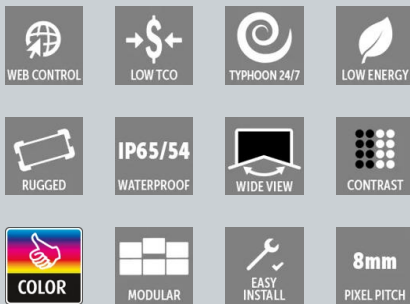 WEB CONTROL
LOW TCO
TYPHOON 24/7
LOW ENERGY
RUGGED
IP65/54
WATERPROOF
WIDE VIEW
CONTRAST
COLOR
MODULAR
EASY
INSTALL
8mm
PIXEL PITCH